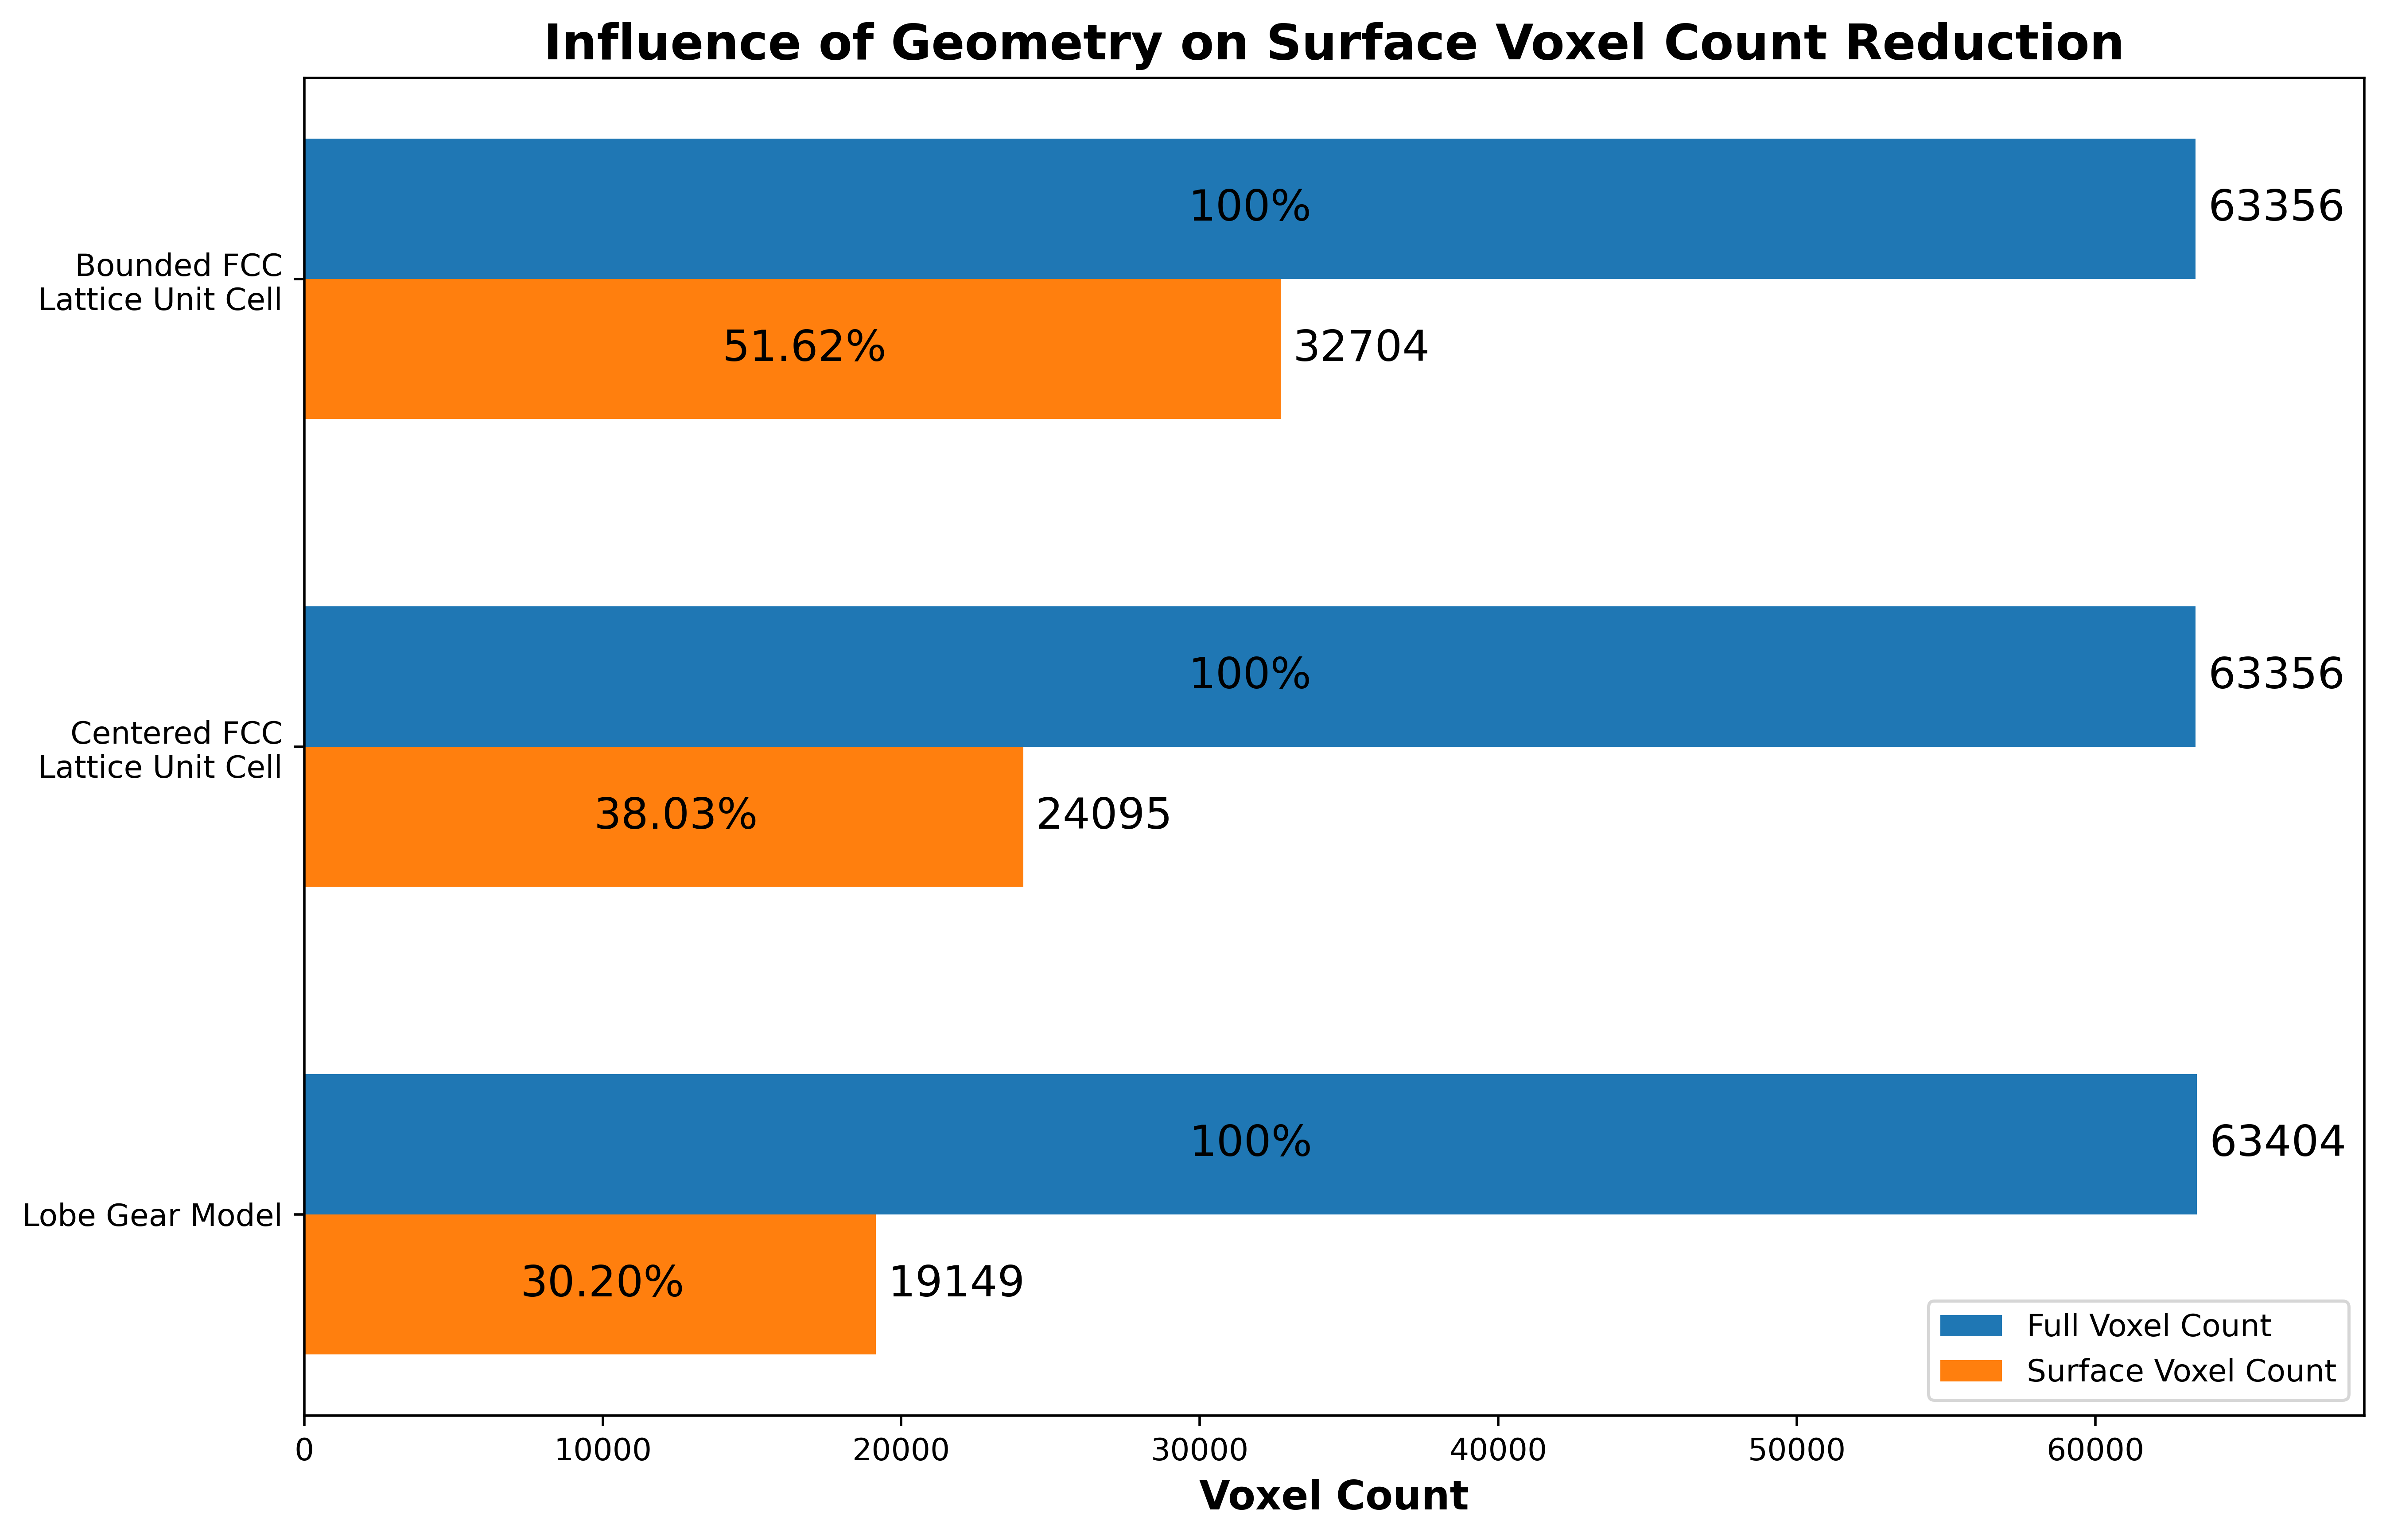 Influence of Geometry on Surface Voxel Count Reduction
100%
63356
Bounded FCC
Lattice Unit Cell
51.62%
32704
100%
63356
Centered FCC
Lattice Unit Cell
38.03%
24095
100%
63404
Lobe Gear Model
30.20%
19149
Full Voxel Count
Surface Voxel Count
0 10000 20000 30000 40000 50000 60000
Voxel Count